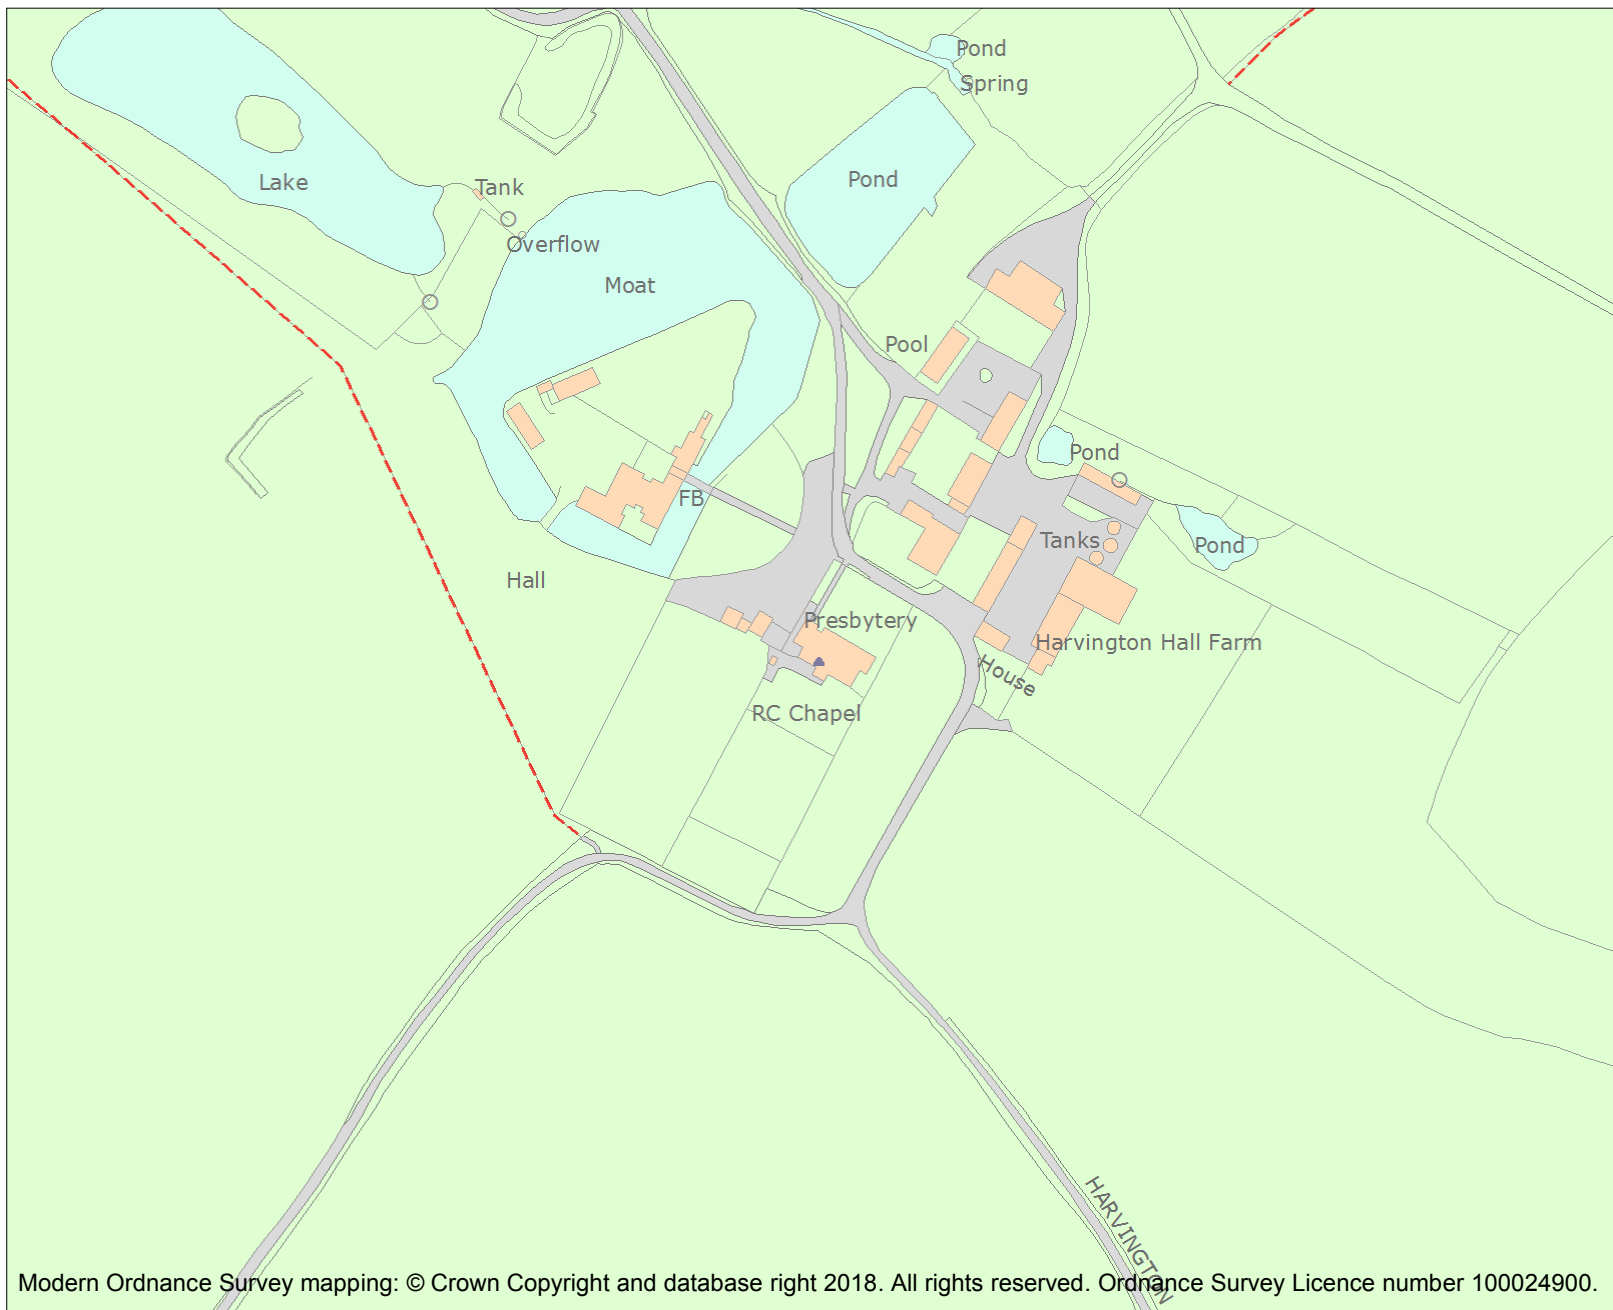 Pond
Spring
Lake
Tank
Pond
Overflow
Moat
Pool
Pond
FB
Tanks
Pond
Hall
Presbytery
Harvington Hall Farm
House
RC Chapel
HARVINGTON
Modern Ordnance Survey mapping: © Crown Copyright and database right 2018. All rights reserved. Ordnance Survey Licence number 100024900.